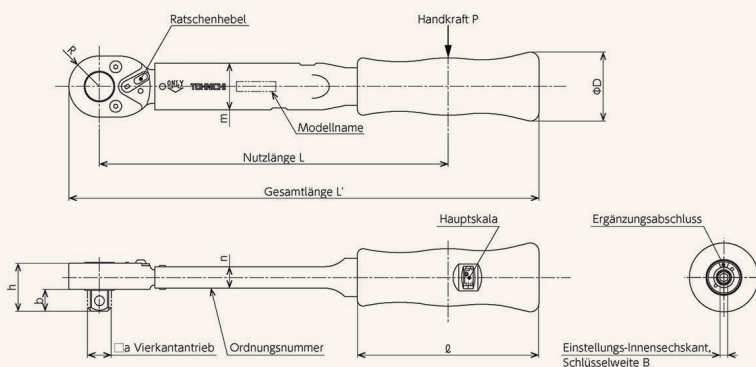 Ratschenhebel
Handkraft P
R
ONLY
TOHNICHI
m
Modellname
ΦD
Nutzlänge L
Gesamtlänge L'
Hauptskala
Ergänzungsabschluss
h
b
n
□a Vierkantantrieb
Ordnungsnummer
ℓ
Einstellungs-Innensechskant,
Schlüsselweite B